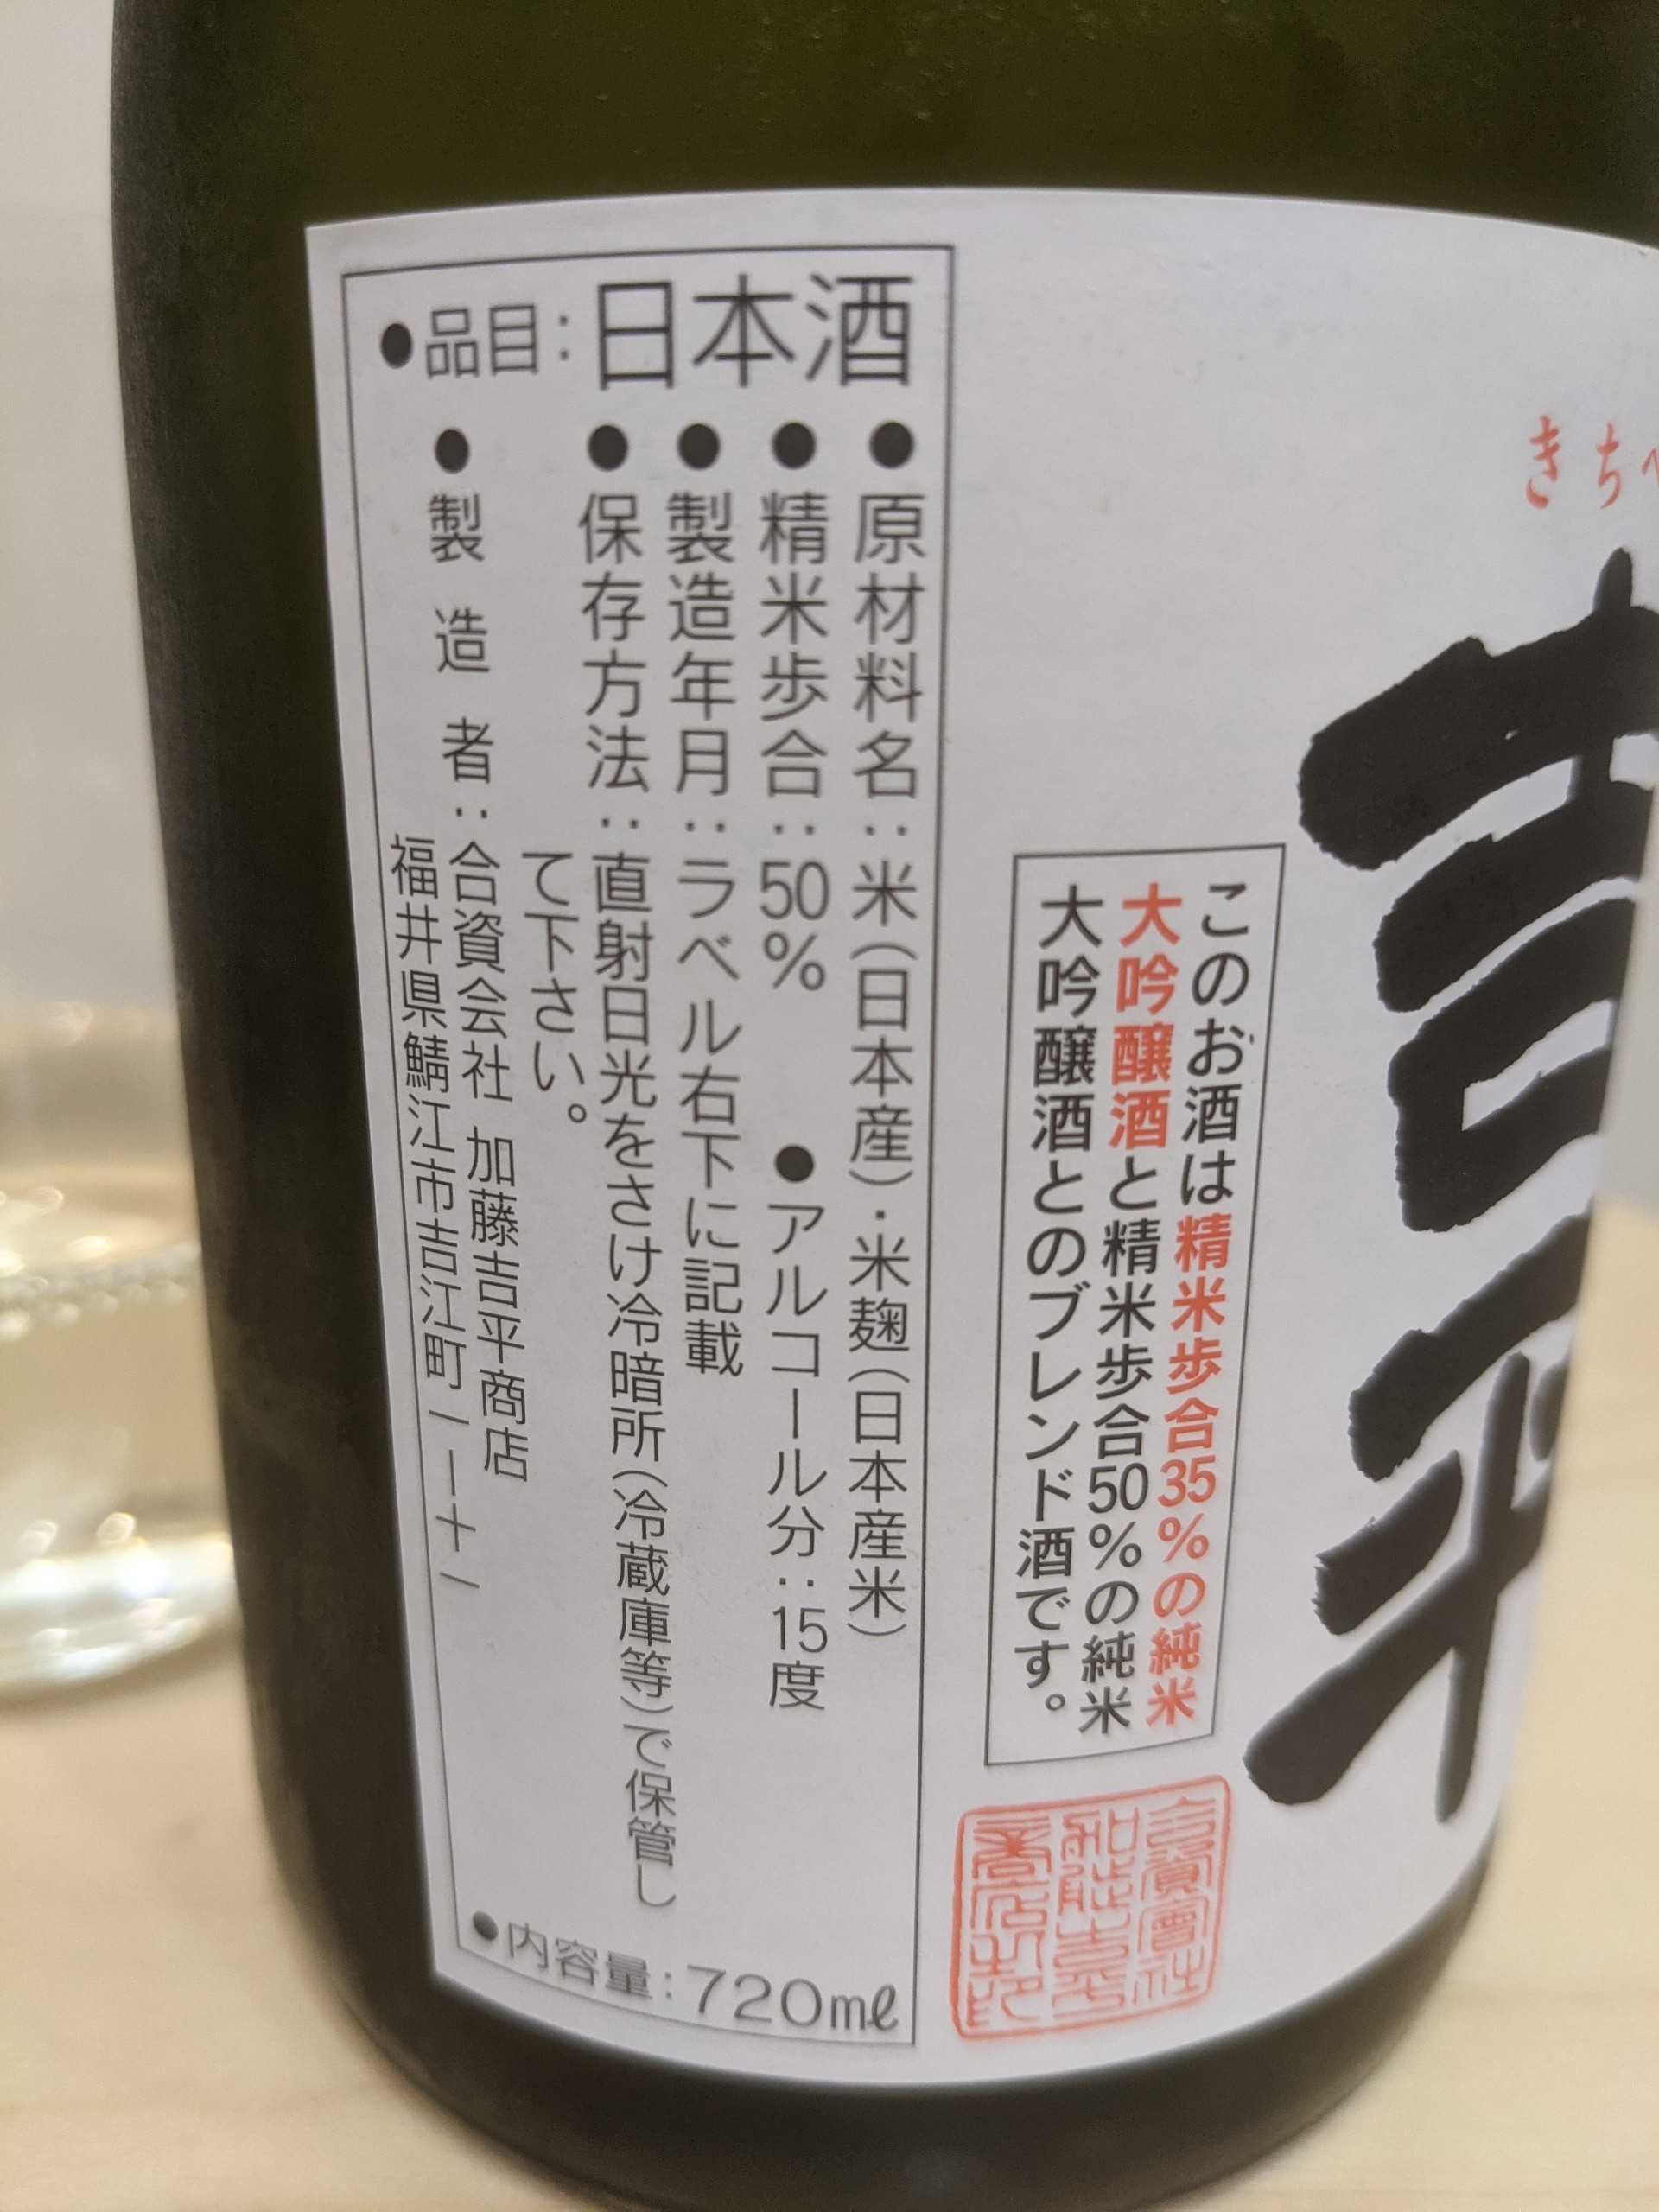 きちべ
吉平
このお酒は精米歩合35％の純米
大吟醸酒と精米歩合50％の純米
大吟醸酒とのブレンド酒です。
●品目：日本酒
●原材料名：米（日本産）・米麹（日本産米）
●精米歩合：50％ ●アルコール分：15度
●製造年月：ラベル右下に記載
●保存方法：直射日光をさけ冷暗所（冷蔵庫等）で保管し
て下さい。
●製造者：合資会社 加藤吉平商店
福井県鯖江市吉江町一ー十一
●内容量：720㎖